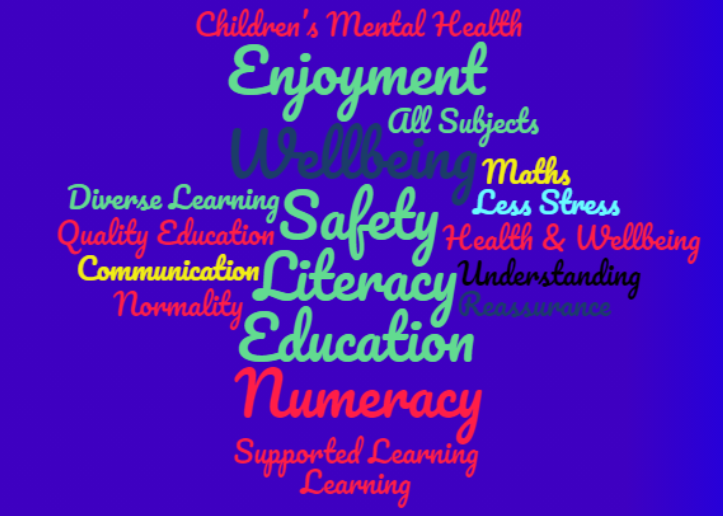 Children's Mental Health
Enjoyment
All Subjects
Wellbeing
Maths
Diverse Learning
Less Stress
Safety
Quality Education
Health & Wellbeing
Communication
Literacy
Understanding
Normality
Reassurance
Education
Numeracy
Supported Learning
Learning